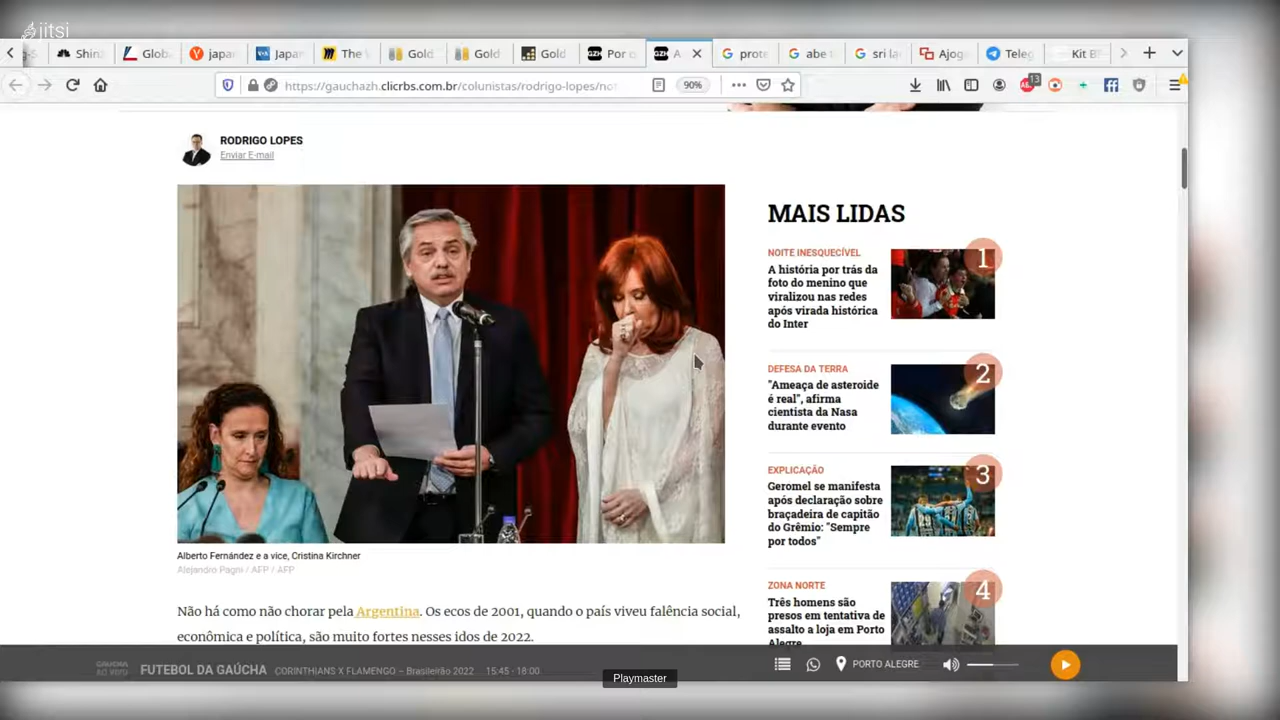 jitsi
Shinz
Glob
japa
Japa
The V
Gold
Gold
Gold
Por o
A
prote
abe t
sri la
Ajog
Teleg
Kit B
https://gauchazh.clicrbs.com.br/colunistas/rodrigo-lopes/not
90%
13
RODRIGO LOPES
Enviar E-mail
MAIS LIDAS
NOITE INESQUECÍVEL
1
A história por trás da
foto do menino que
viralizou nas redes
após virada histórica
do Inter
DEFESA DA TERRA
2
"Ameaça de asteroide
é real", afirma
cientista da Nasa
durante evento
EXPLICAÇÃO
3
Geromel se manifesta
após declaração sobre
braçadeira de capitão
do Grêmio: "Sempre
por todos"
ZONA NORTE
4
Três homens são
presos em tentativa de
assalto a loja em Porto
Alegre
Alberto Fernández e a vice, Cristina Kirchner
Alejandro Pagni / AFP / AFP
Não há como não chorar pela Argentina. Os ecos de 2001, quando o país viveu falência social,
econômica e política, são muito fortes nesses idos de 2022.
FUTEBOL DA GAÚCHA CORINTHIANS X FLAMENGO – Brasileirão 2022 15:45 - 18:00
PORTO ALEGRE
Playmaster